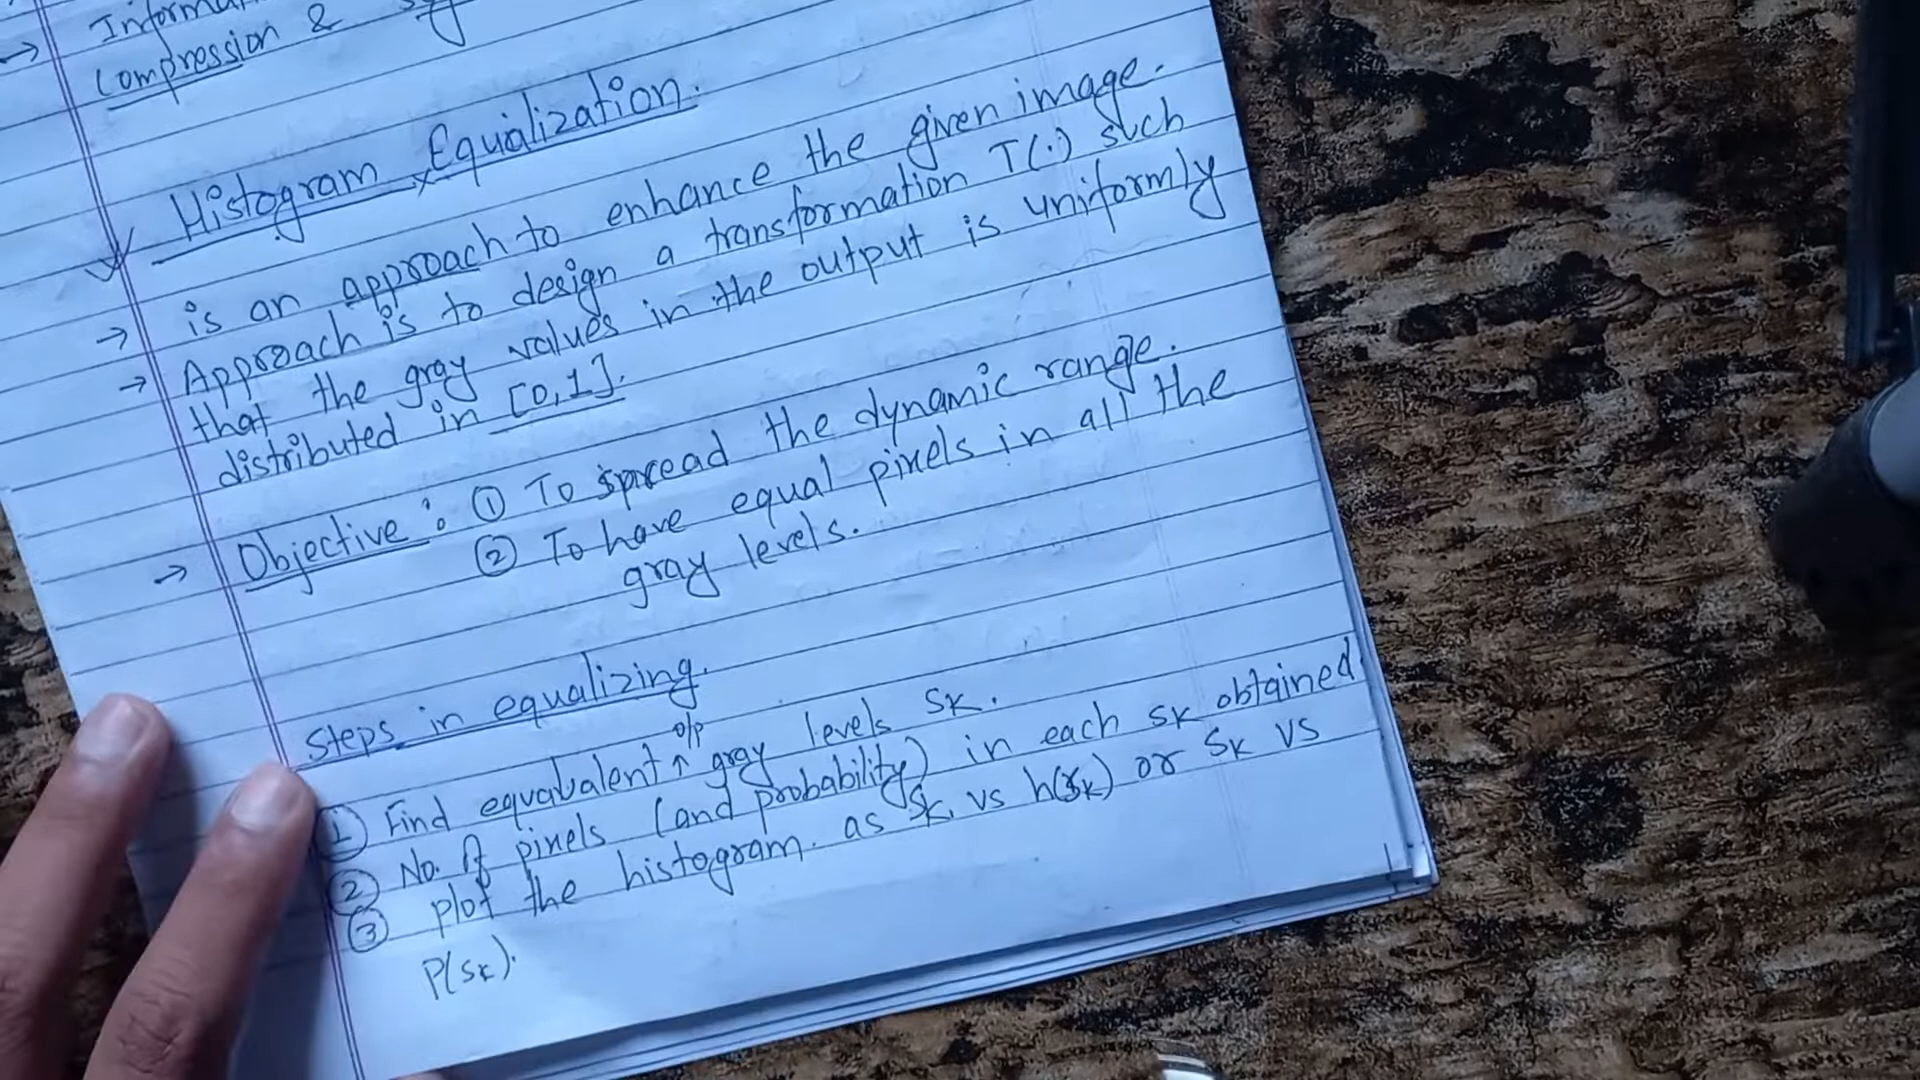 →
Compression &
Histogram Equalization.
→ is an approach to enhance the given image.
→ Approach is to design a transformation T(·) such
that the gray values in the output is uniformly
distributed in [0,1].
→ Objective : ① To spread the dynamic range.
② To have equal pixels in all the
gray levels.
Steps in equalizing.
① Find equavalent o/p gray levels Sk.
② No. of pixels (and probability) in each Sk obtained.
③ plot the histogram. as Sk vs h(Sk) or Sk vs
P(Sk).